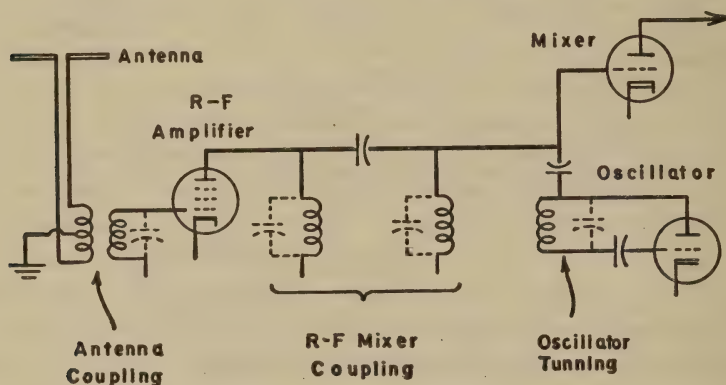 Antenna
R-F
Amplifier
Mixer
Oscillator
Antenna
Coupling
R-F Mixer
Coupling
Oscillator
Tunning